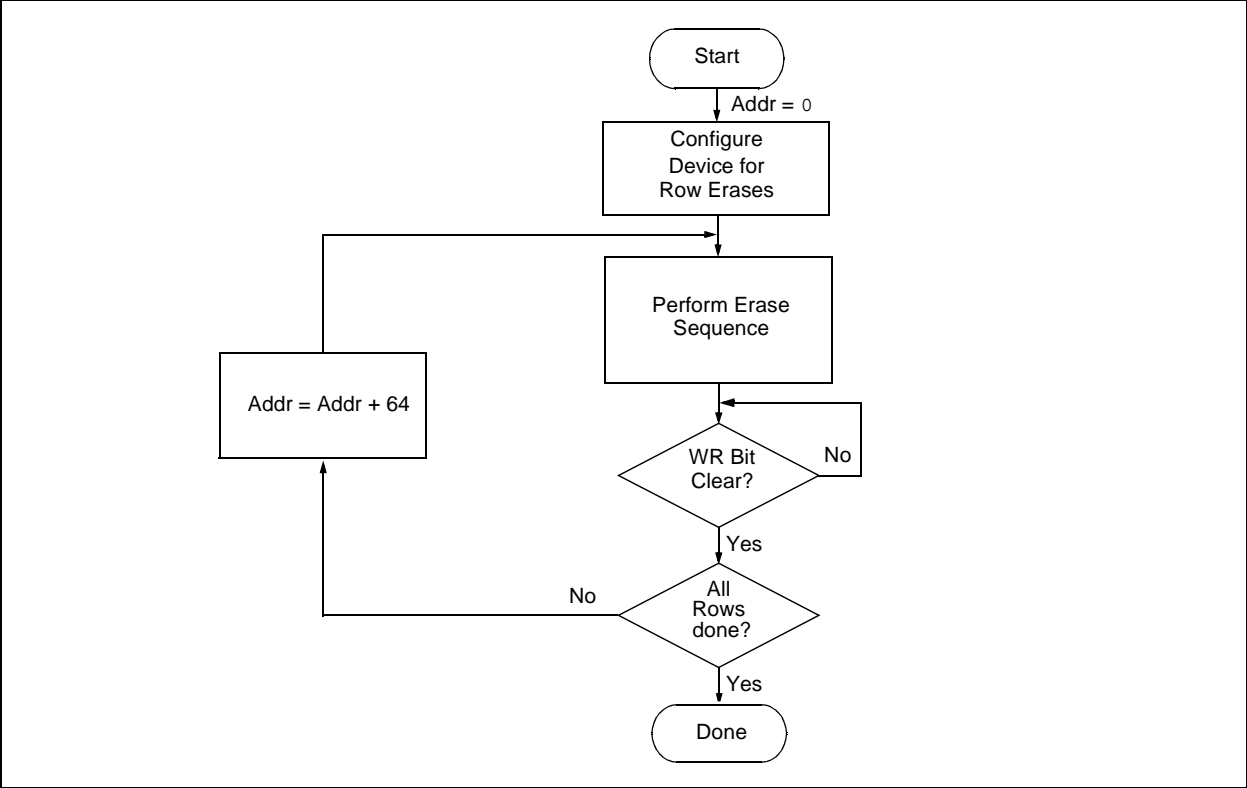 Start
Addr = 0
Configure
Device for
Row Erases
Perform Erase
Sequence
Addr = Addr + 64
WR Bit
Clear?
No
Yes
No
All
Rows
done?
Yes
Done